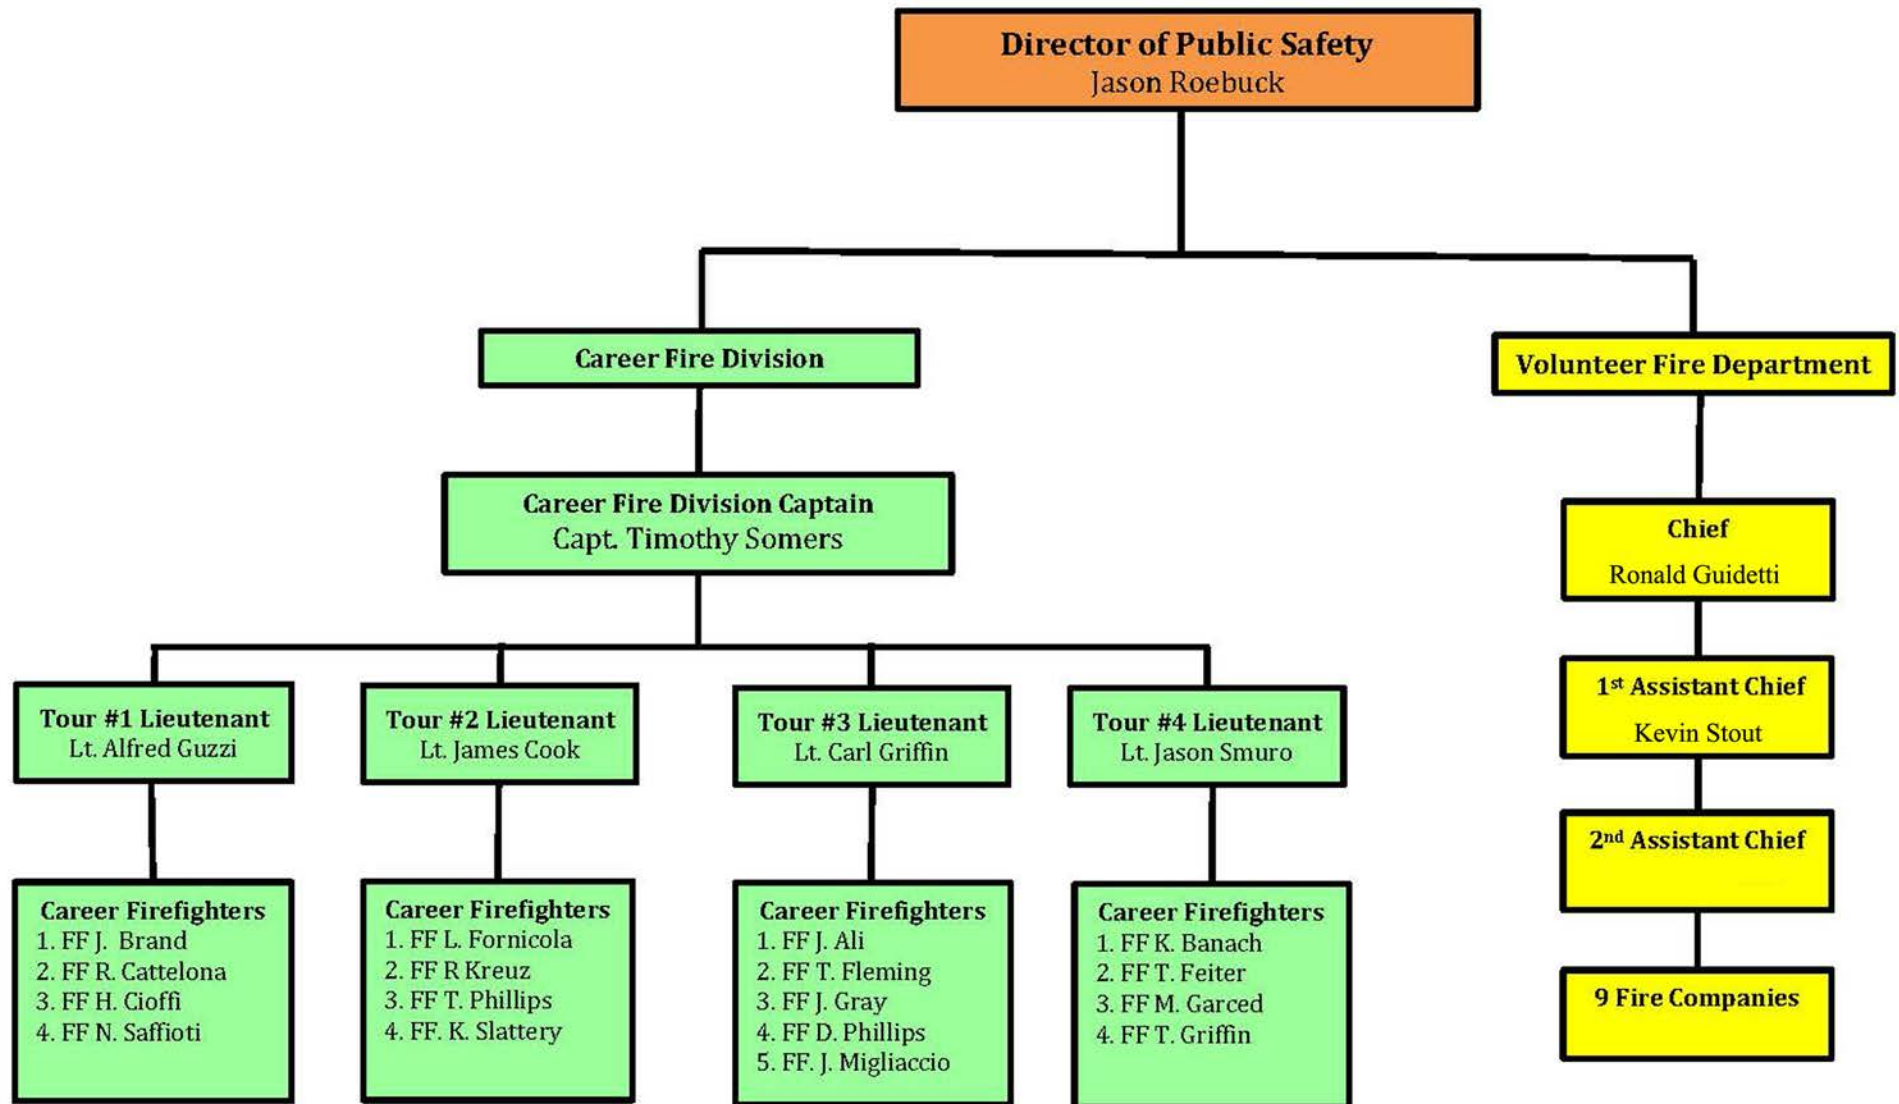 Director of Public Safety
Jason Roebuck
Career Fire Division
Volunteer Fire Department
Career Fire Division Captain
Capt. Timothy Somers
Chief
Ronald Guidetti
1st Assistant Chief
Kevin Stout
2nd Assistant Chief
9 Fire Companies
Tour #1 Lieutenant
Lt. Alfred Guzzi
Tour #2 Lieutenant
Lt. James Cook
Tour #3 Lieutenant
Lt. Carl Griffin
Tour #4 Lieutenant
Lt. Jason Smuro
Career Firefighters
1. FF J. Brand
2. FF R. Cattelona
3. FF H. Cioffi
4. FF N. Saffioti
Career Firefighters
1. FF L. Fornicola
2. FF R Kreuz
3. FF T. Phillips
4. FF. K. Slattery
Career Firefighters
1. FF J. Ali
2. FF T. Fleming
3. FF J. Gray
4. FF D. Phillips
5. FF. J. Migliaccio
Career Firefighters
1. FF K. Banach
2. FF T. Feiter
3. FF M. Garced
4. FF T. Griffin